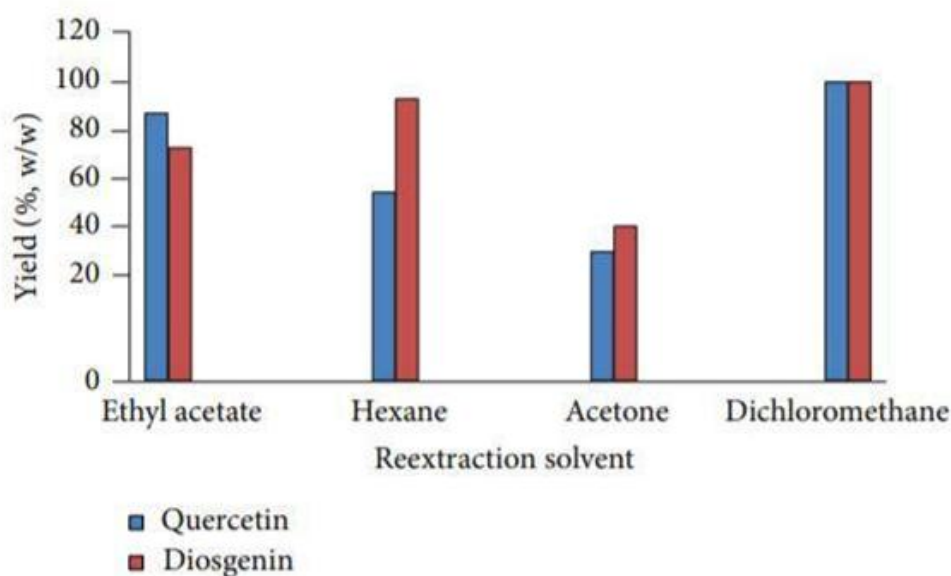 120
100
80
60
40
20
0
Yield (%, w/w)
Ethyl acetate Hexane Acetone Dichloromethane
Reextraction solvent
Quercetin
Diosgenin